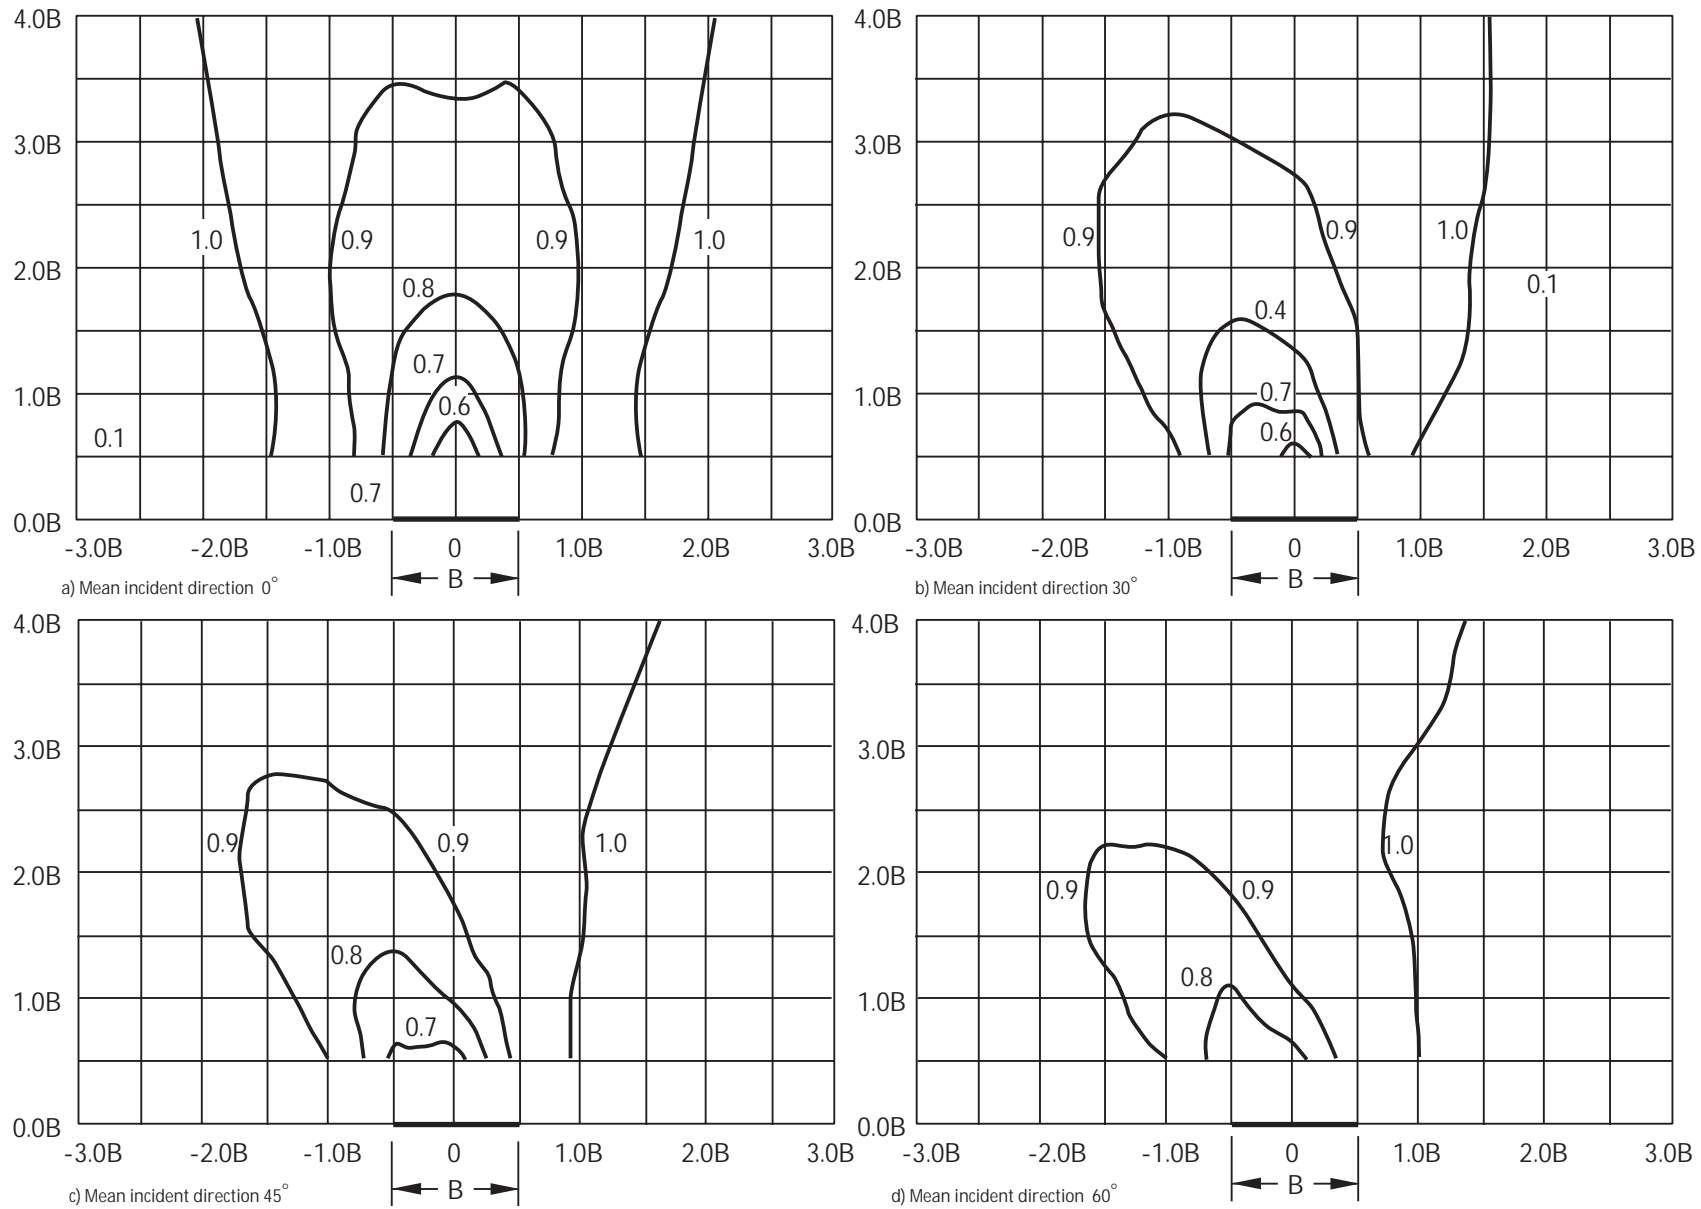 4.0B
3.0B
1.0 0.9 0.9 1.0
2.0B
0.8
0.7
1.0B
0.6
0.1
0.7
0.0B
-3.0B -2.0B -1.0B 0 1.0B 2.0B 3.0B
B
a) Mean incident direction 0°
4.0B
3.0B
0.9 0.9 1.0
2.0B
0.1
0.4
1.0B
0.7
0.6
0.0B
-3.0B -2.0B -1.0B 0 1.0B 2.0B 3.0B
B
b) Mean incident direction 30°
4.0B
3.0B
0.9 0.9 1.0
2.0B
0.8
1.0B
0.7
0.0B
-3.0B -2.0B -1.0B 0 1.0B 2.0B 3.0B
B
c) Mean incident direction 45°
4.0B
3.0B
1.0
2.0B
0.9 0.9
0.8
1.0B
0.0B
-3.0B -2.0B -1.0B 0 1.0B 2.0B 3.0B
B
d) Mean incident direction 60°